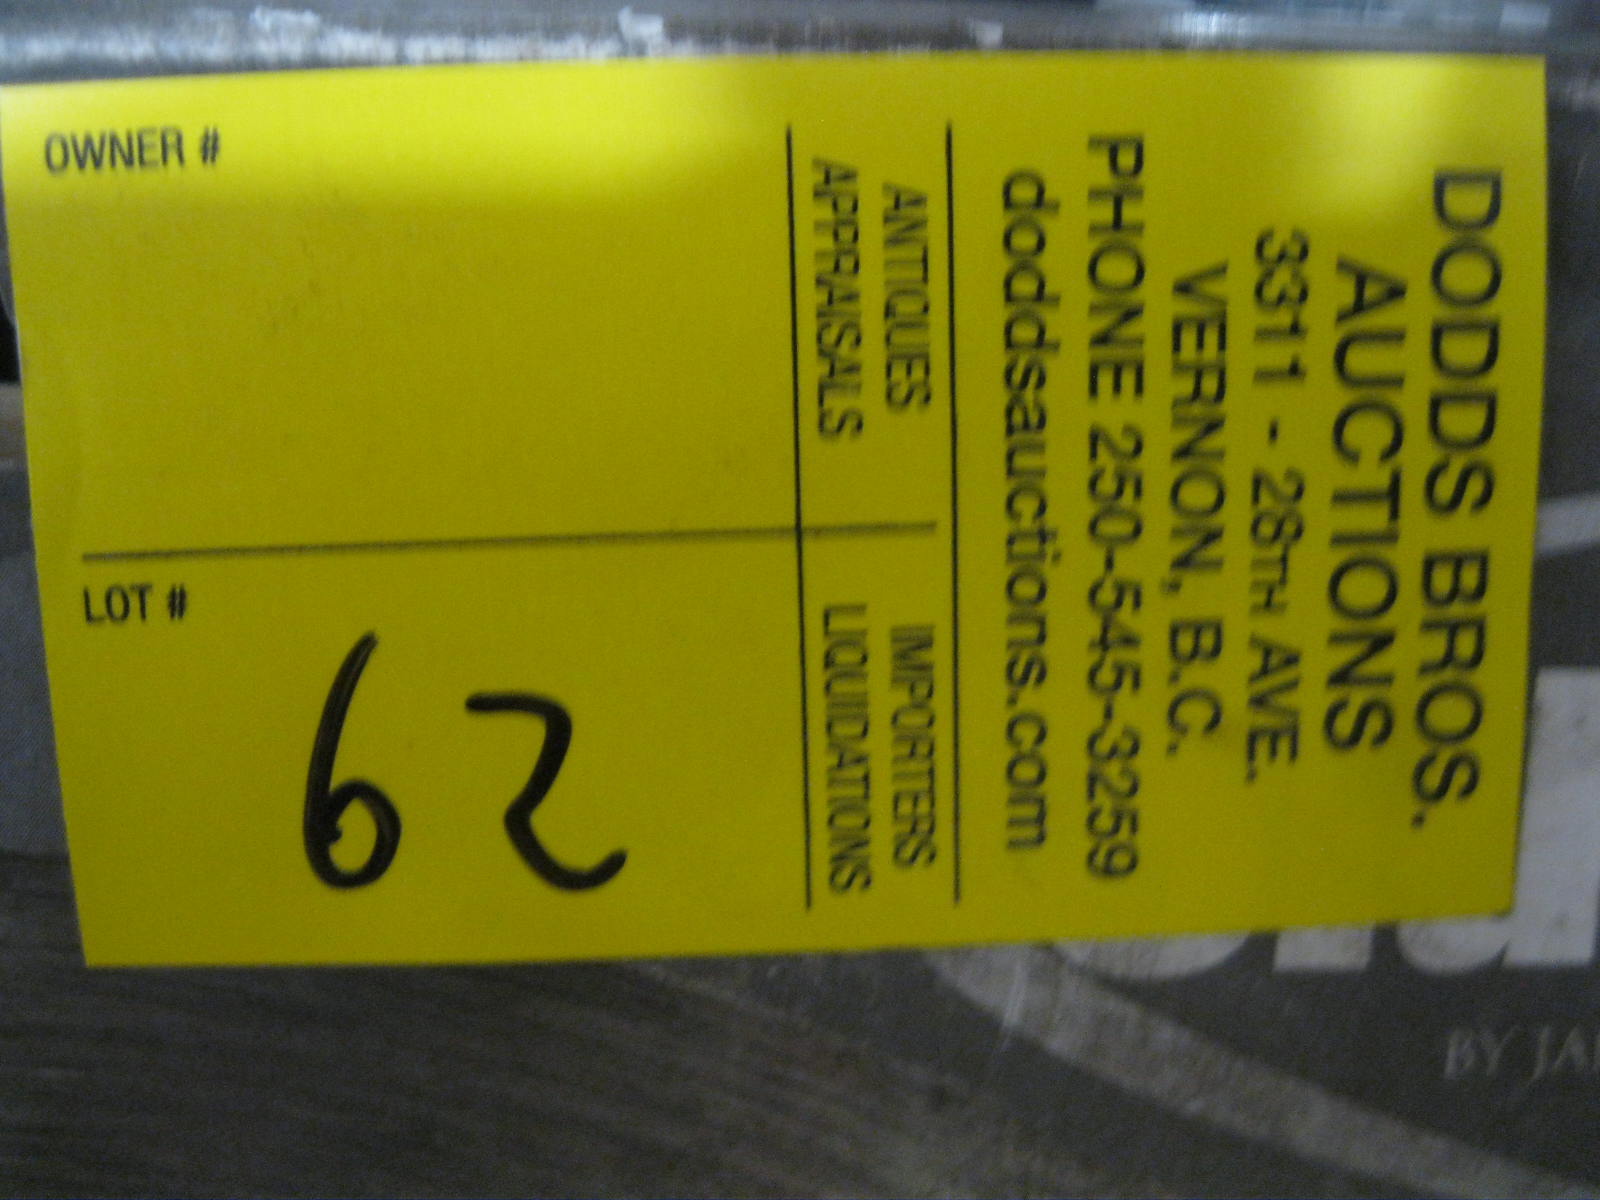 DODDS BROS.
AUCTIONS
3311 - 28TH AVE.
VERNON, B.C.
PHONE 250-545-3259
doddsauctions.com
ANTIQUES
APPRAISALS
IMPORTERS
LIQUIDATIONS
OWNER #
LOT #
62
BY